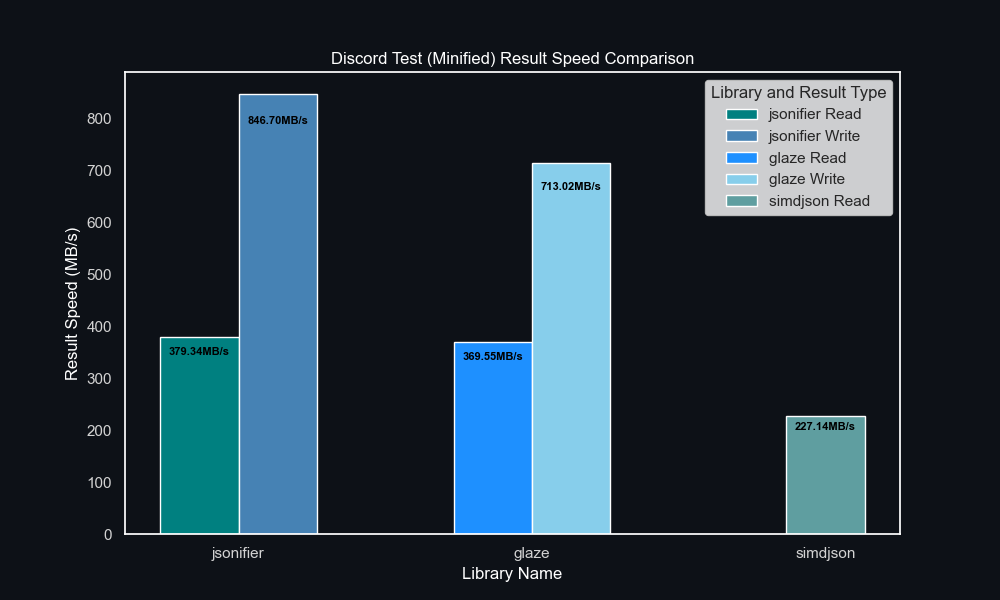 Discord Test (Minified) Result Speed Comparison
Library and Result Type
jsonifier Read
jsonifier Write
glaze Read
glaze Write
simdjson Read
Result Speed (MB/s)
800
700
600
500
400
300
200
100
0
846.70MB/s
713.02MB/s
379.34MB/s
369.55MB/s
227.14MB/s
jsonifier
glaze
simdjson
Library Name